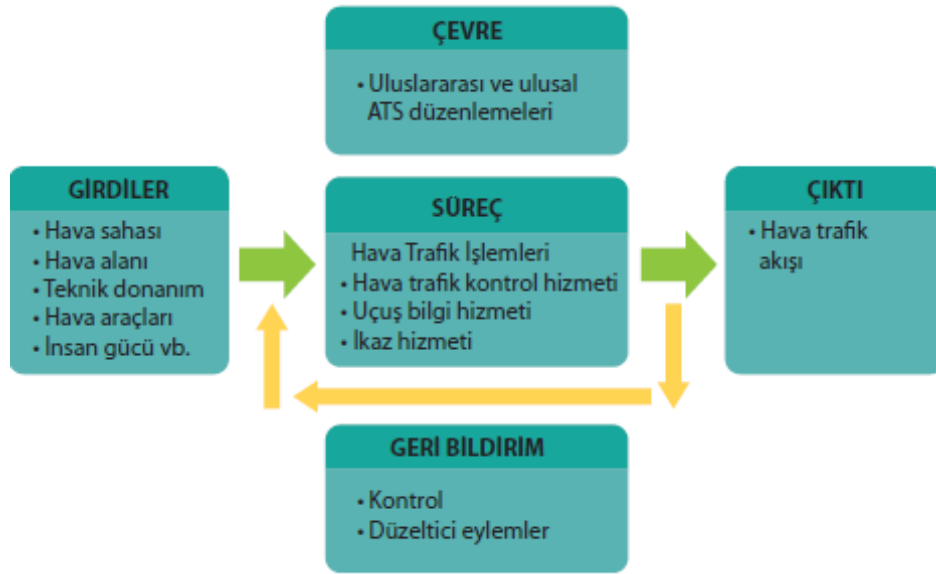 ÇEVRE
• Uluslararası ve ulusal
ATS düzenlemeleri
GİRDİLER
• Hava sahası
• Hava alanı
• Teknik donanım
• Hava araçları
• İnsan gücü vb.
SÜREÇ
Hava Trafik İşlemleri
• Hava trafik kontrol hizmeti
• Uçuş bilgi hizmeti
• İkaz hizmeti
ÇIKTI
• Hava trafik
akışı
GERİ BİLDİRİM
• Kontrol
• Düzeltici eylemler